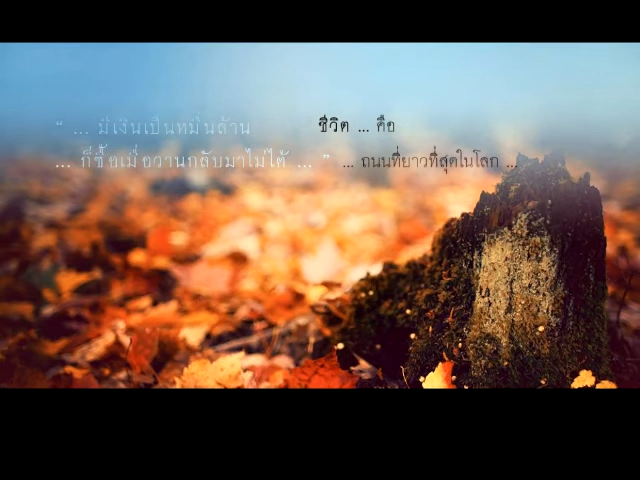 “ ... มีเงินเป็นหมื่นล้าน
... ก็ซื้อเมื่อวานกลับมาไม่ได้ ... ”
ชีวิต ... คือ
... ถนนที่ยาวที่สุดในโลก ...